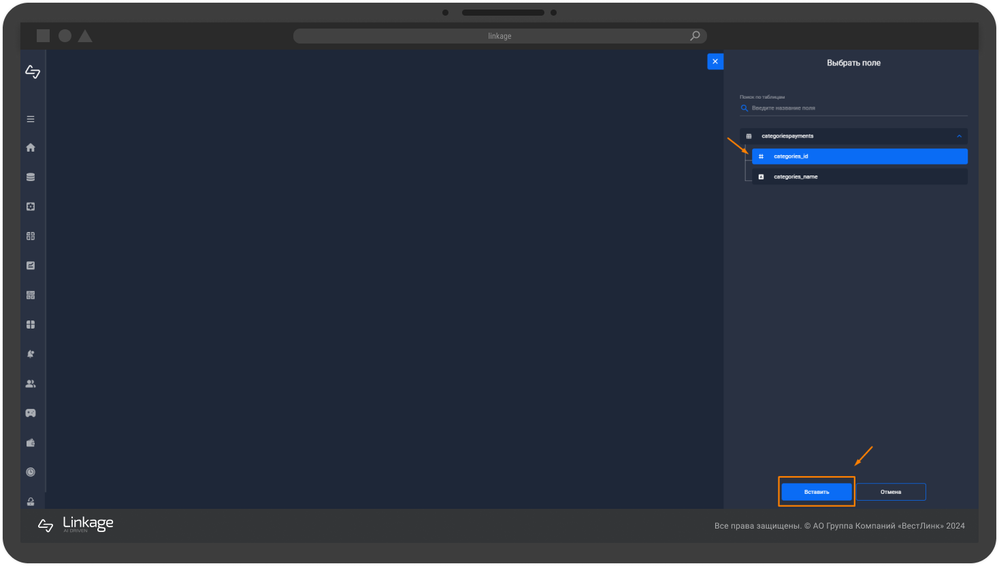 linkage
Выбрать поле
Поиск по таблицам
Введите название поля
categoriespayments
categories_id
categories_name
Вставить
Отмена
Linkage
AI DRIVEN
Все права защищены. © АО Группа Компаний «ВестЛинк» 2024